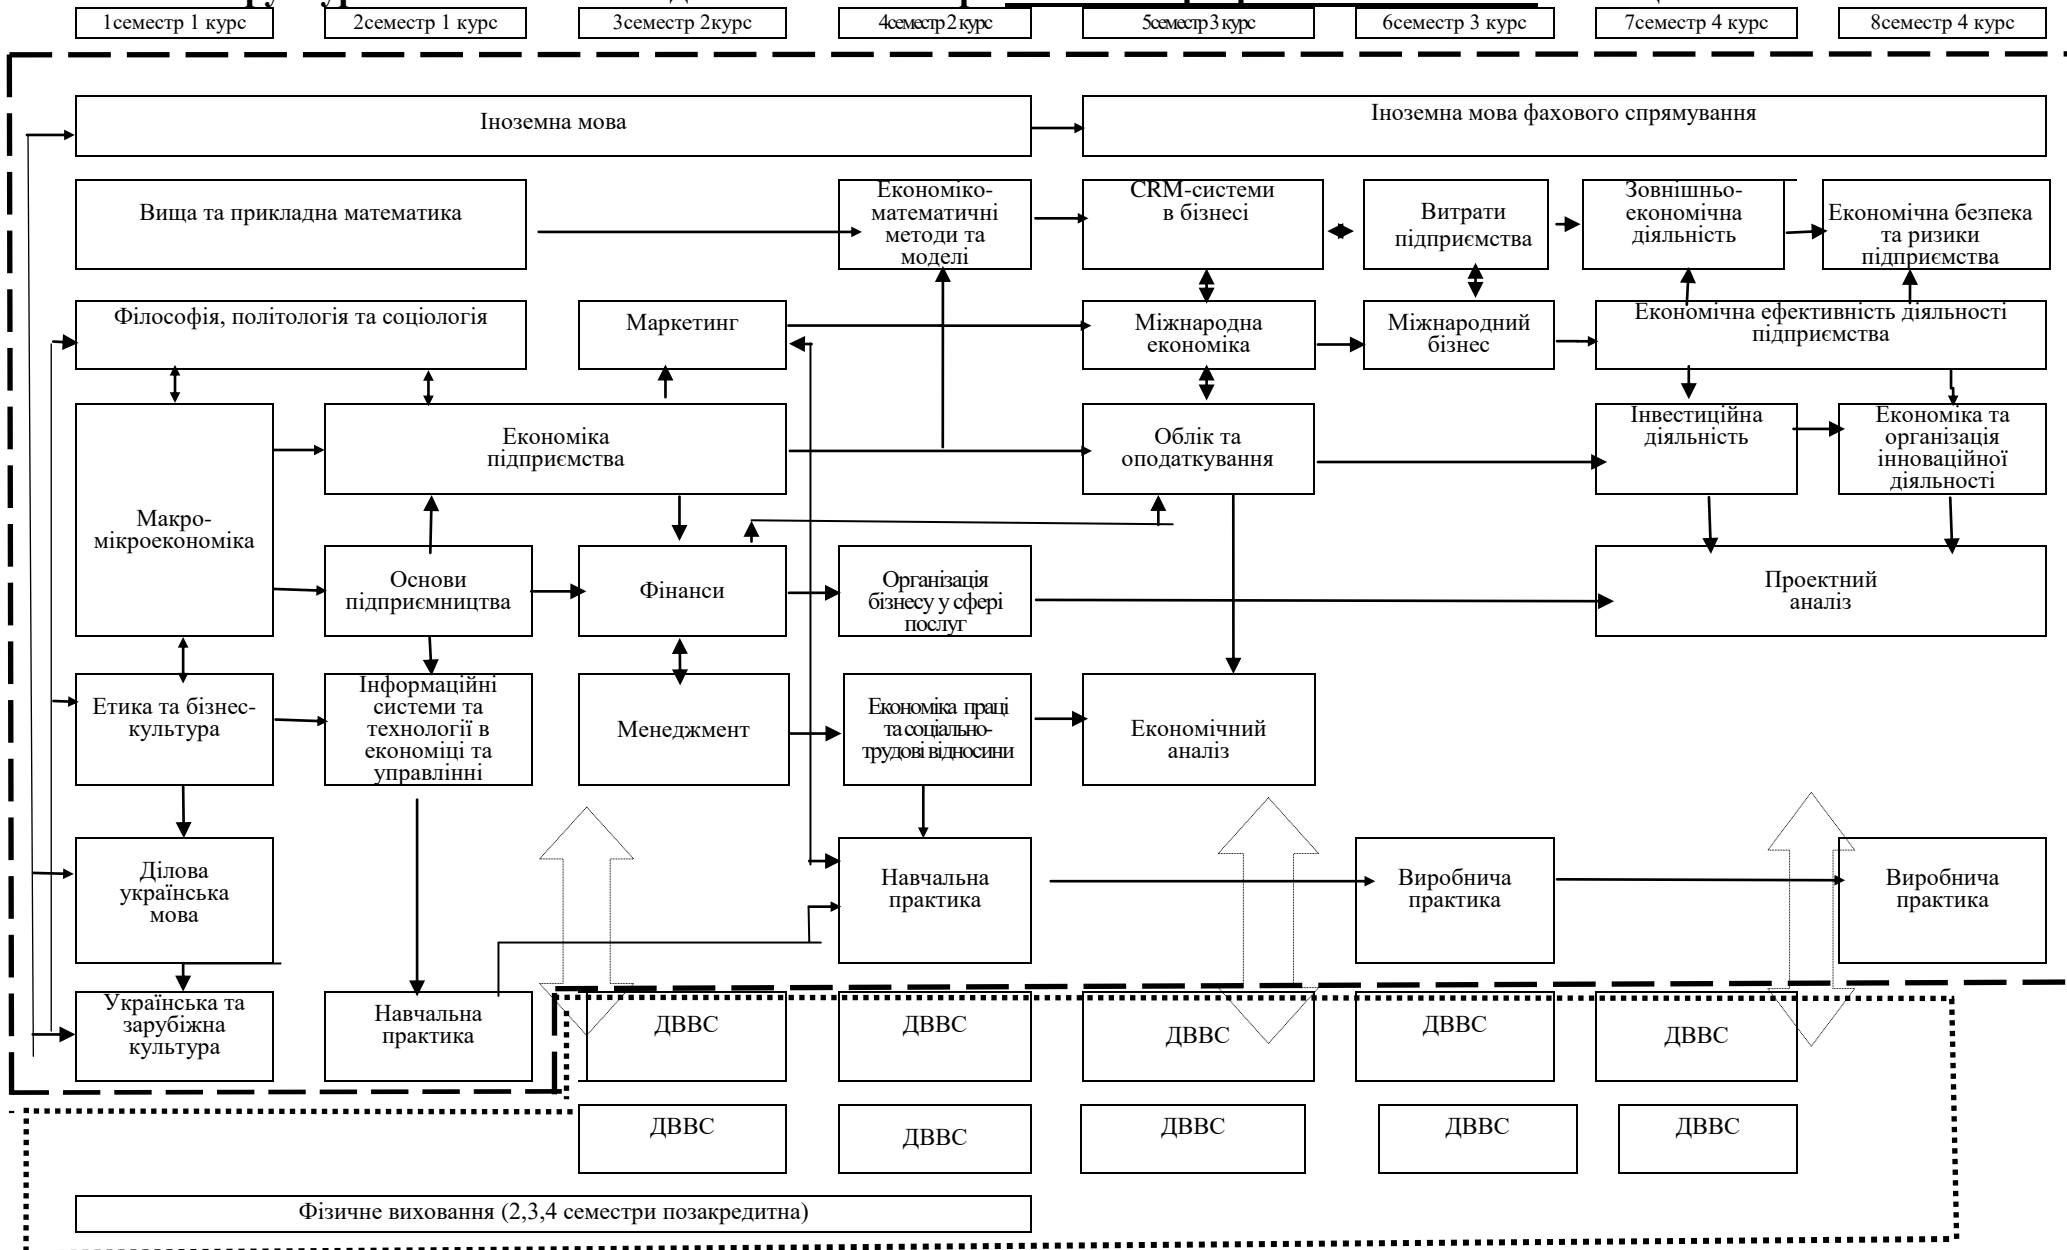 1семестр 1 курс
2семестр 1 курс
3семестр 2курс
4семестр 2 курс
5семестр 3 курс
6семестр 3 курс
7семестр 4 курс
8семестр 4 курс
Іноземна мова
Іноземна мова фахового спрямування
Вища та прикладна математика
Економіко-
математичні
методи та
моделі
CRM-системи
в бізнесі
Витрати
підприємства
Зовнішньо-
економічна
діяльність
Економічна безпека
та ризики
підприємства
Філософія, політологія та соціологія
Маркетинг
Міжнародна
економіка
Міжнародний
бізнес
Економічна ефективність діяльності
підприємства
Макро-
мікроекономіка
Економіка
підприємства
Облік та
оподаткування
Інвестиційна
діяльність
Економіка та
організація
інноваційної
діяльності
Основи
підприємництва
Фінанси
Організація
бізнесу у сфері
послуг
Проектний
аналіз
Етика та бізнес-
культура
Інформаційні
системи та
технології в
економіці та
управлінні
Менеджмент
Економіка праці
та соціально-
трудові відносини
Економічний
аналіз
Ділова
українська
мова
Навчальна
практика
Виробнича
практика
Виробнича
практика
Українська та
зарубіжна
культура
Навчальна
практика
ДВВС
ДВВС
ДВВС
ДВВС
ДВВС
ДВВС
ДВВС
ДВВС
ДВВС
ДВВС
Фізичне виховання (2,3,4 семестри позакредитна)